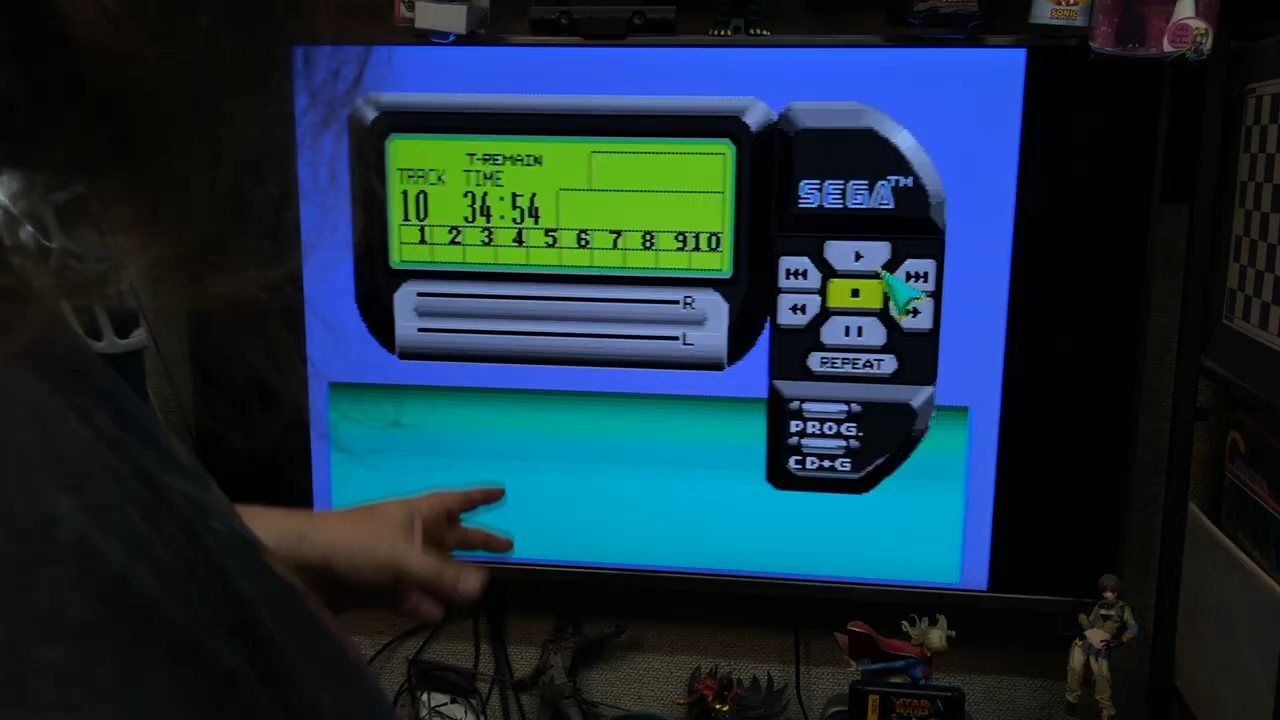 SONIC
T-REMAIN
TRACK TIME
10 34:54
1 2 3 4 5 6 7 8 9 10
R
L
SEGA™
REPEAT
PROG.
CD+G
STAR
WARS